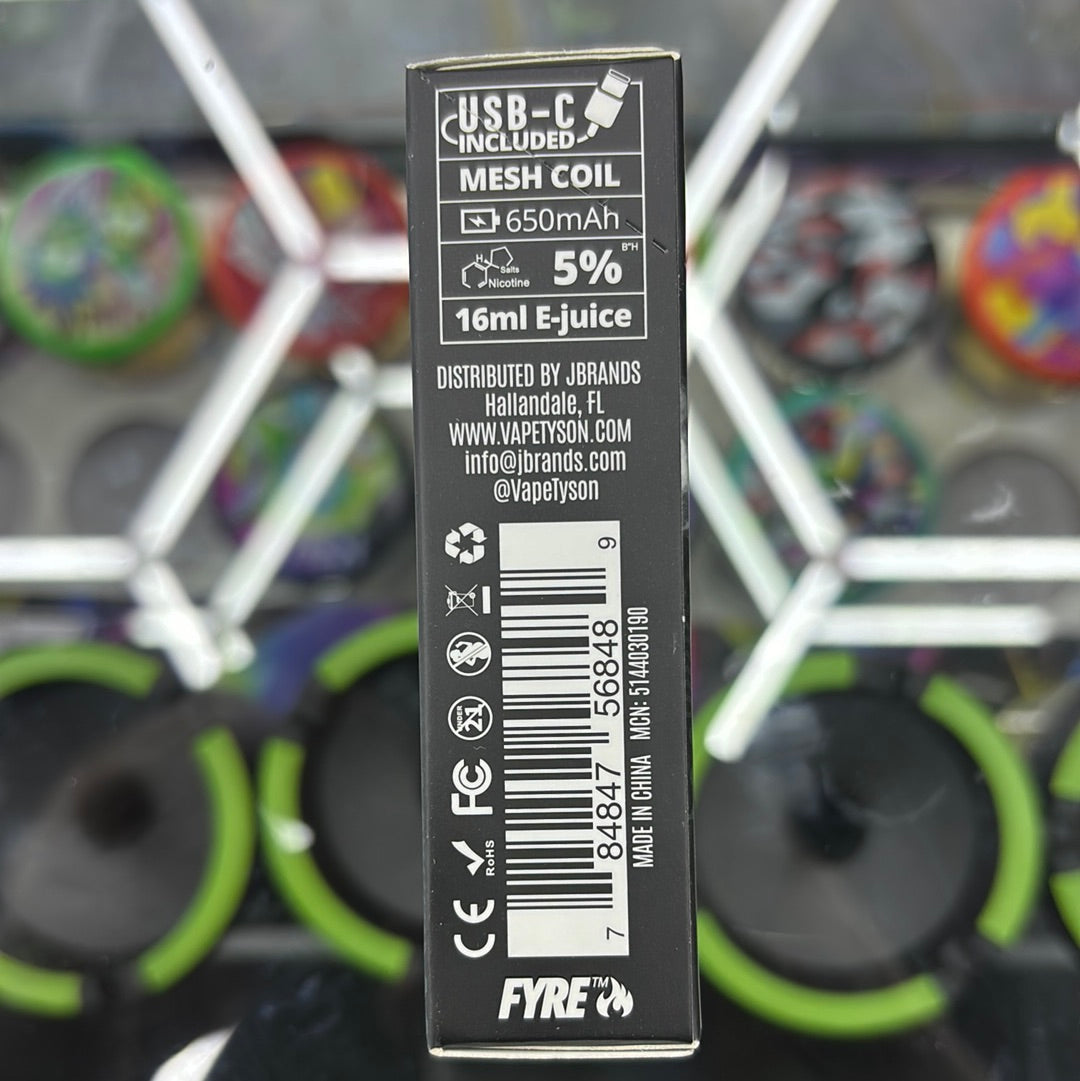 USB-C
INCLUDED
MESH COIL
650mAh
H
Salts
Nicotine
5%
16ml E-juice
DISTRIBUTED BY JBRANDS
Hallandale, FL
WWW.VAPETYSON.COM
info@jbrands.com
@VapeTyson
UNDER
21
FC
RoHS
CE
7 84847 56848 9
MADE IN CHINA MCN: 5144030190
FYRE™